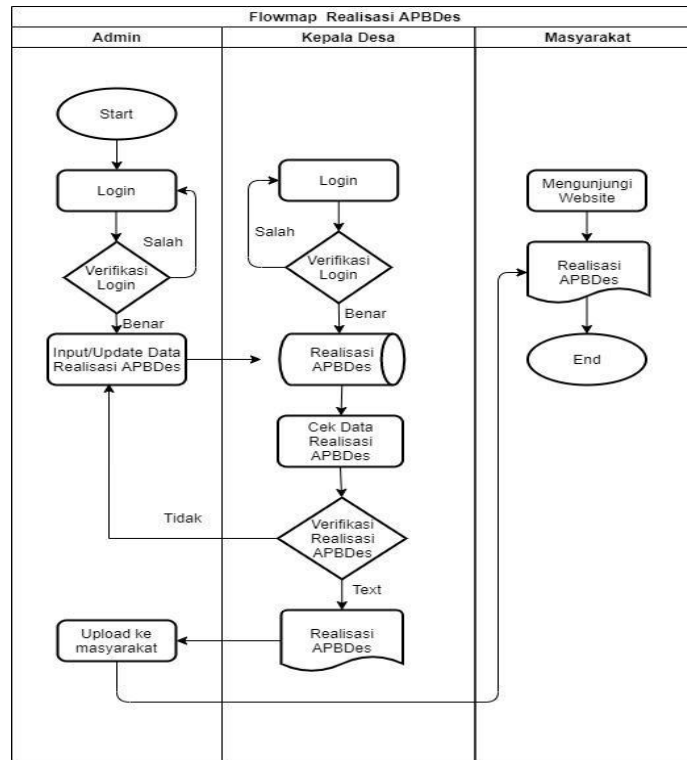 Flowmap Realisasi APBDes
Admin
Kepala Desa
Masyarakat
Start
Login
Salah
Verifikasi
Login
Benar
Input/Update Data
Realisasi APBDes
Tidak
Upload ke
masyarakat
Login
Salah
Verifikasi
Login
Benar
Realisasi
APBDes
Cek Data
Realisasi
APBDes
Verifikasi
Realisasi
APBDes
Text
Realisasi
APBDes
Mengunjungi
Website
Realisasi
APBDes
End